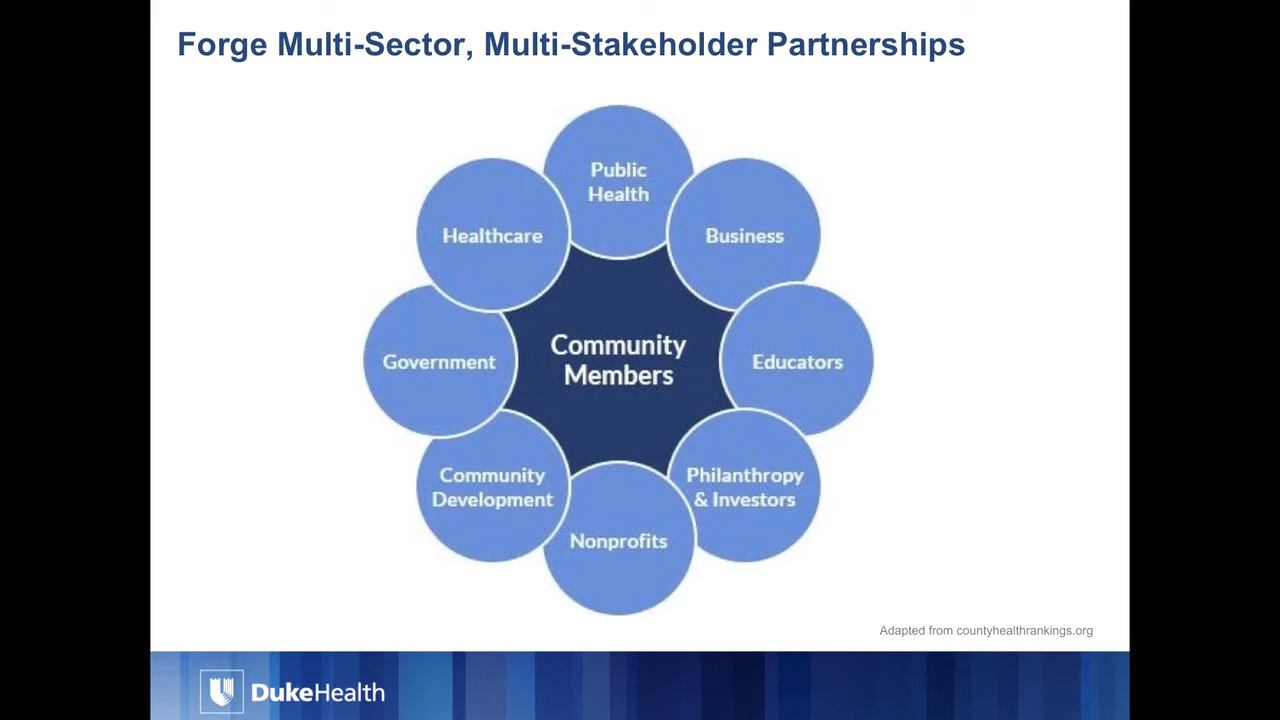 Forge Multi-Sector, Multi-Stakeholder Partnerships
Public
Health
Healthcare
Business
Community
Members
Government
Educators
Community
Development
Philanthropy
& Investors
Nonprofits
Adapted from countyhealthrankings.org
DukeHealth